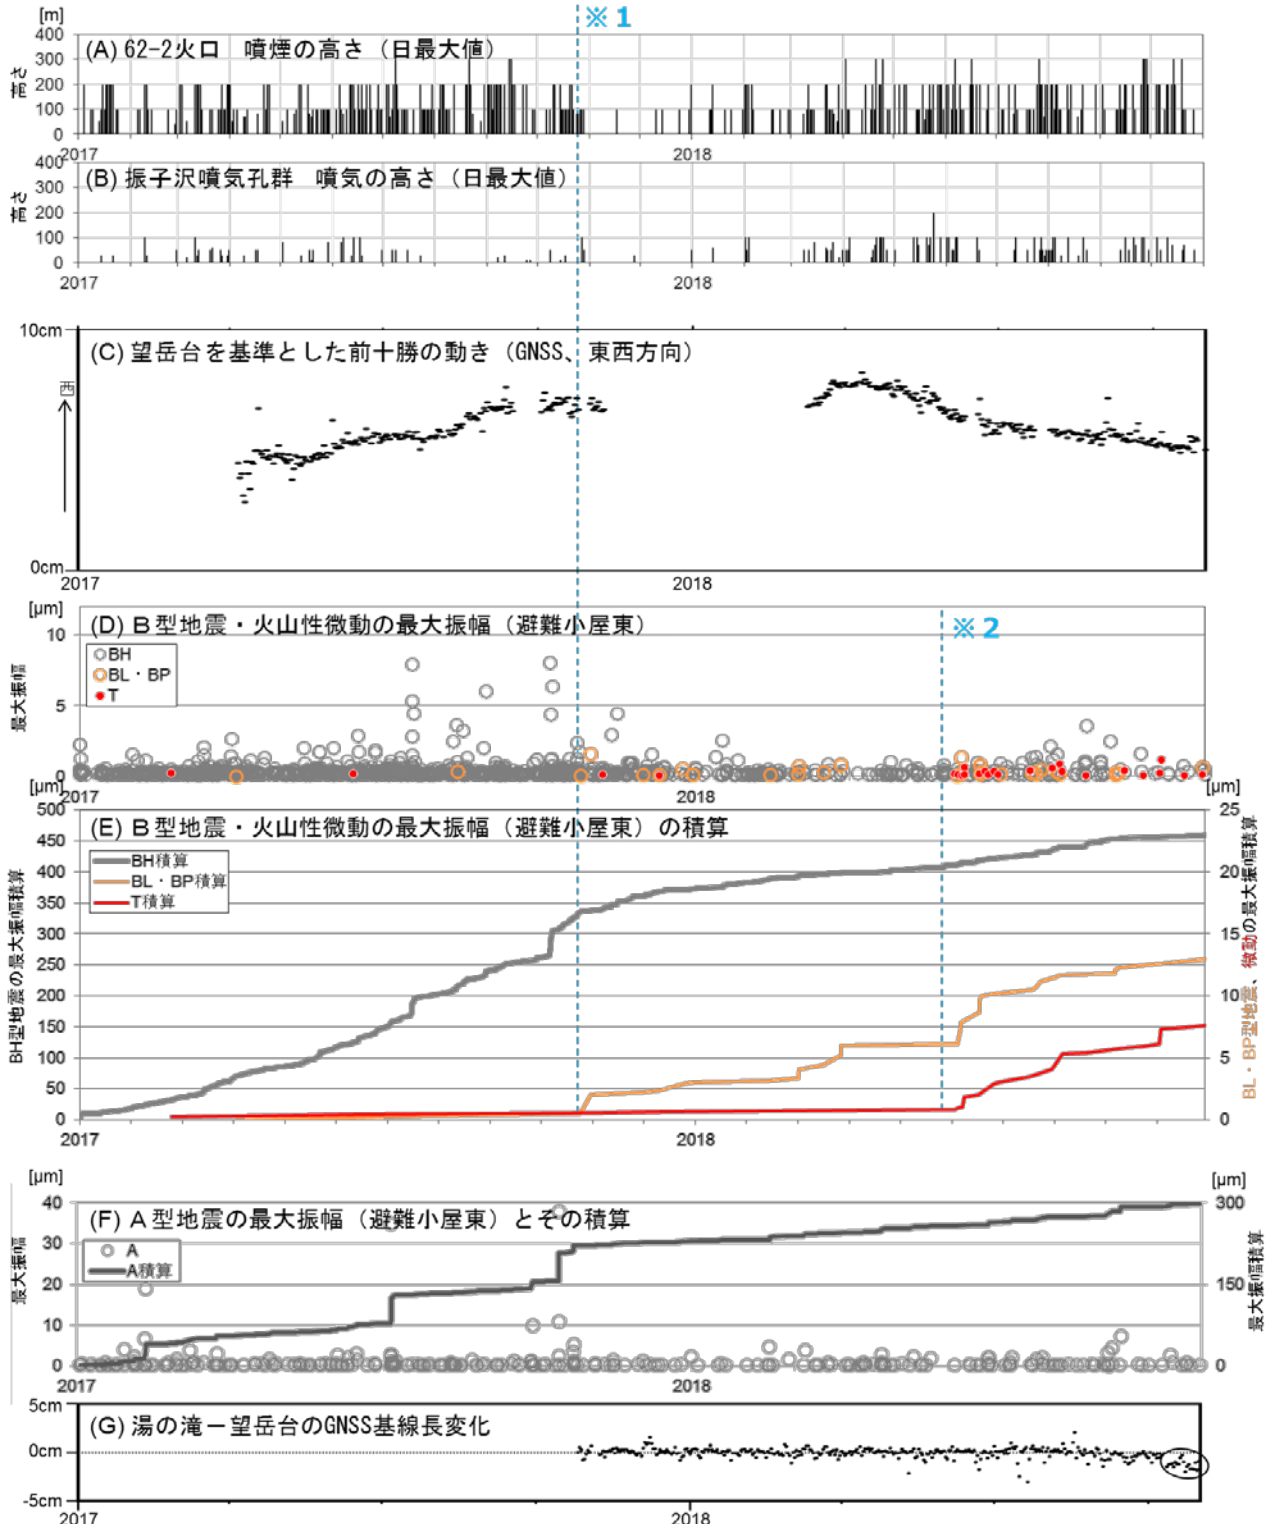 [m]
※ 1
(A) 62-2火口　噴煙の高さ（日最大値）
400
300
200
100
0
高さ
2017
2018
(B) 振子沢噴気孔群　噴気の高さ（日最大値）
400
300
200
100
0
高さ
2017
2018
(C) 望岳台を基準とした前十勝の動き（GNSS、東西方向）
10cm
西
0cm
2017
2018
[μm]
(D) B型地震・火山性微動の最大振幅（避難小屋東）
※ 2
10
5
0
最大振幅
BH
BL・BP
T
2017
2018
[μm]
[μm]
(E) B型地震・火山性微動の最大振幅（避難小屋東）の積算
500
450
400
350
300
250
200
150
100
50
0
BH型地震の最大振幅積算
BH積算
BL・BP積算
T積算
25
20
15
10
5
0
BL・BP型地震、微動の最大振幅積算
2017
2018
[μm]
[μm]
(F) A型地震の最大振幅（避難小屋東）とその積算
40
30
20
10
0
最大振幅
A
A積算
300
150
0
最大振幅積算
2017
2018
(G) 湯の滝－望岳台のGNSS基線長変化
5cm
0cm
-5cm
2017
2018